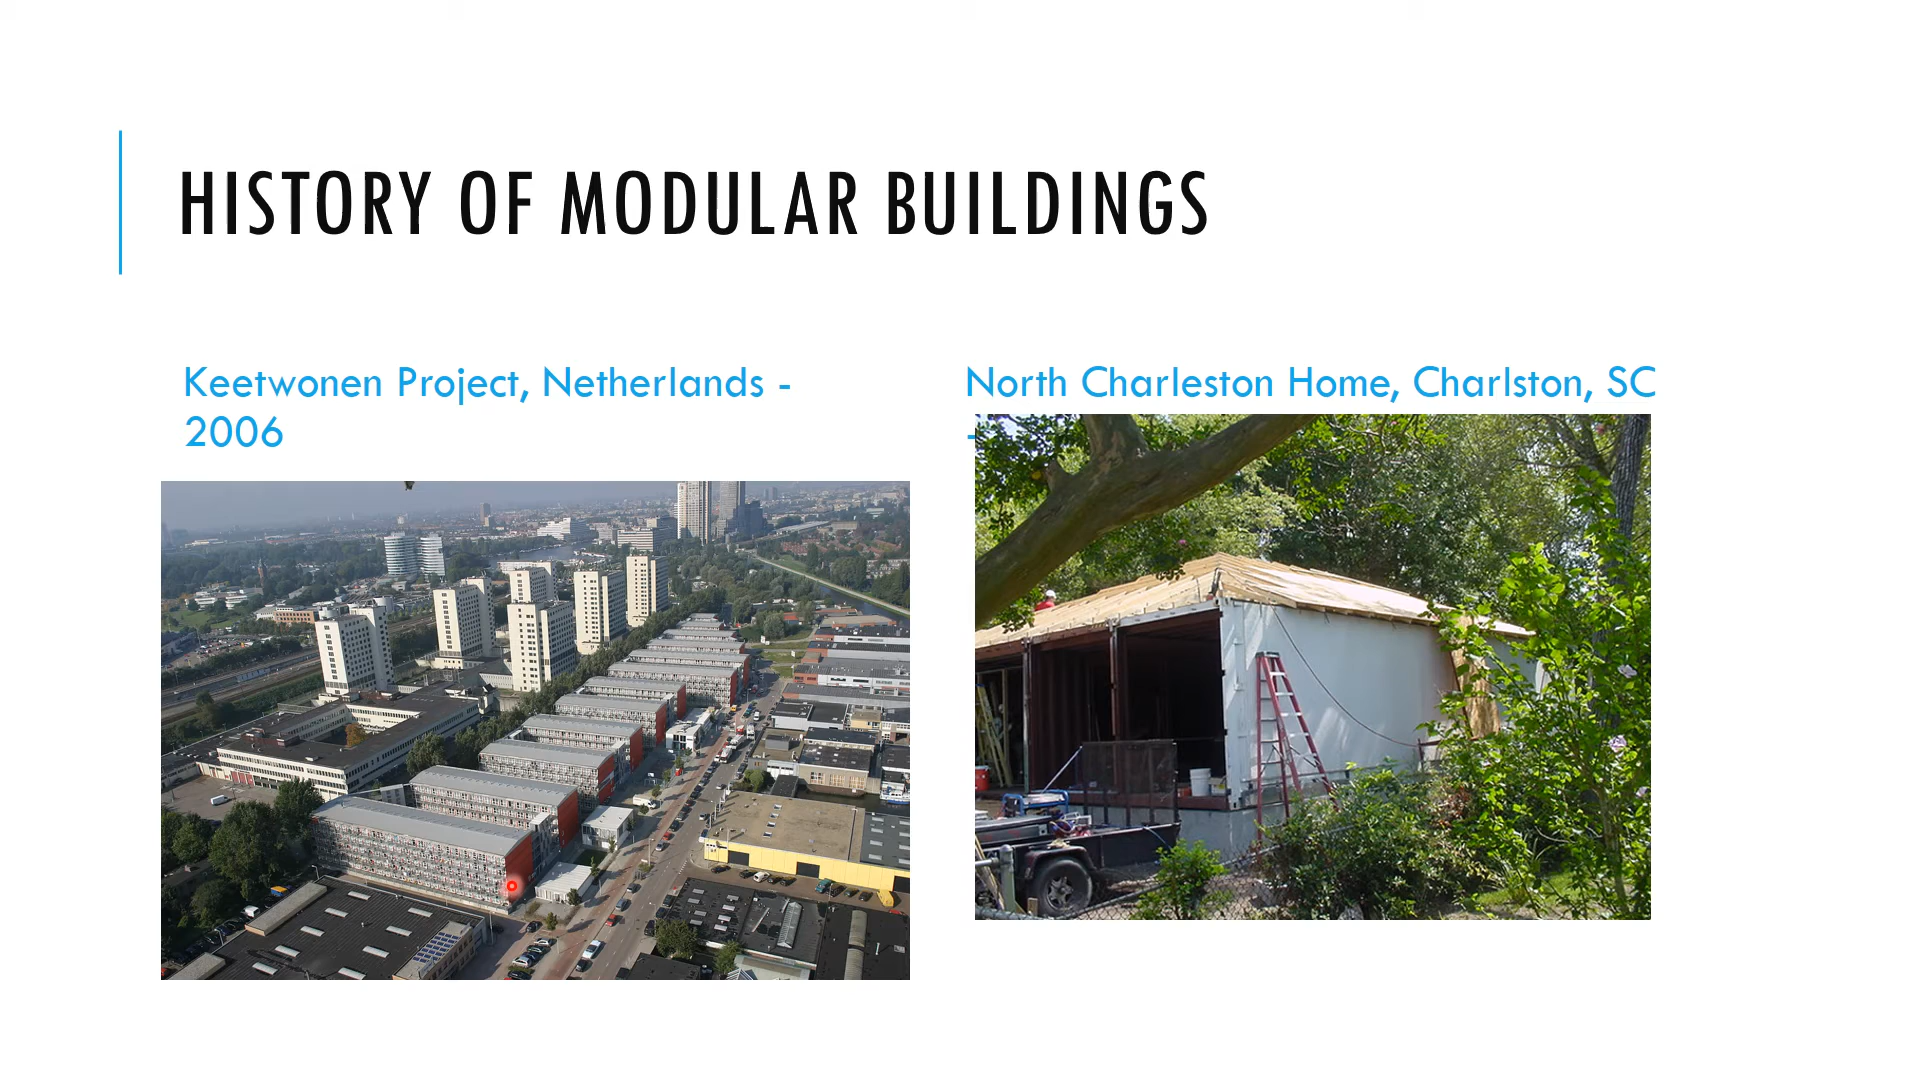 HISTORY OF MODULAR BUILDINGS
Keetwonen Project, Netherlands -
2006
North Charleston Home, Charlston, SC
-